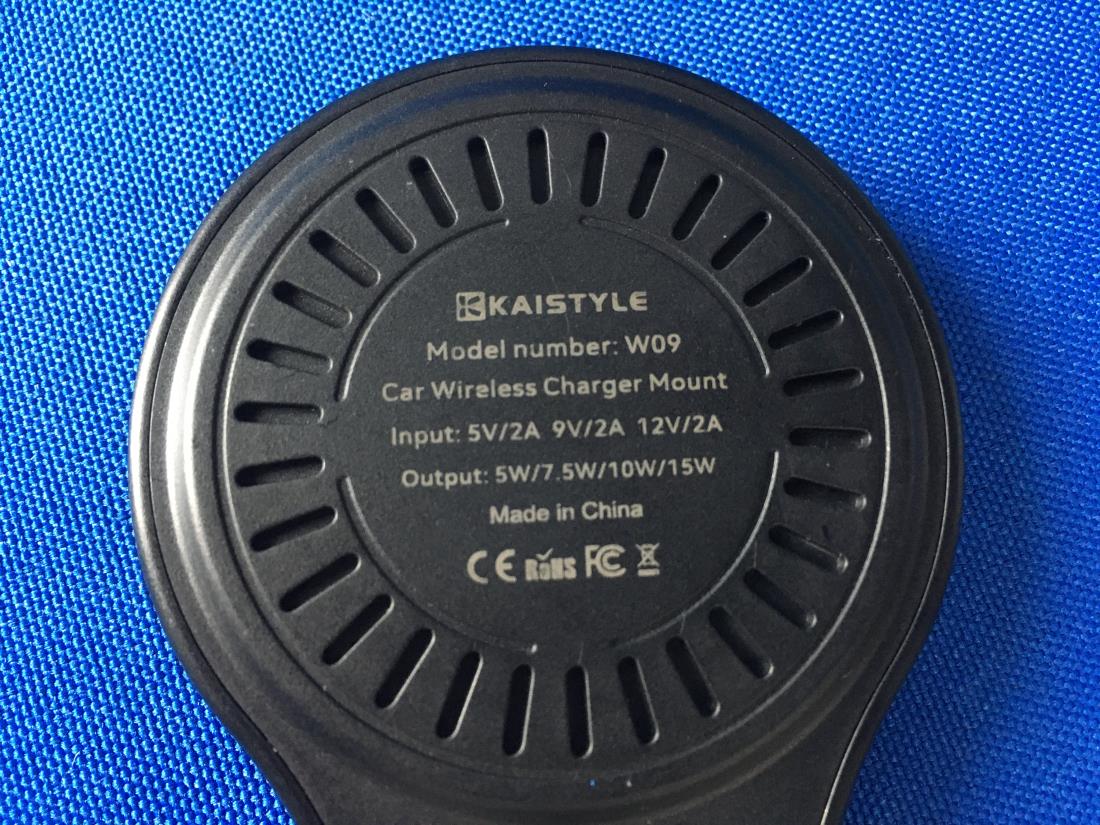 KAISTYLE
Model number: W09
Car Wireless Charger Mount
Input: 5V/2A 9V/2A 12V/2A
Output: 5W/7.5W/10W/15W
Made in China
CE RoHS FC